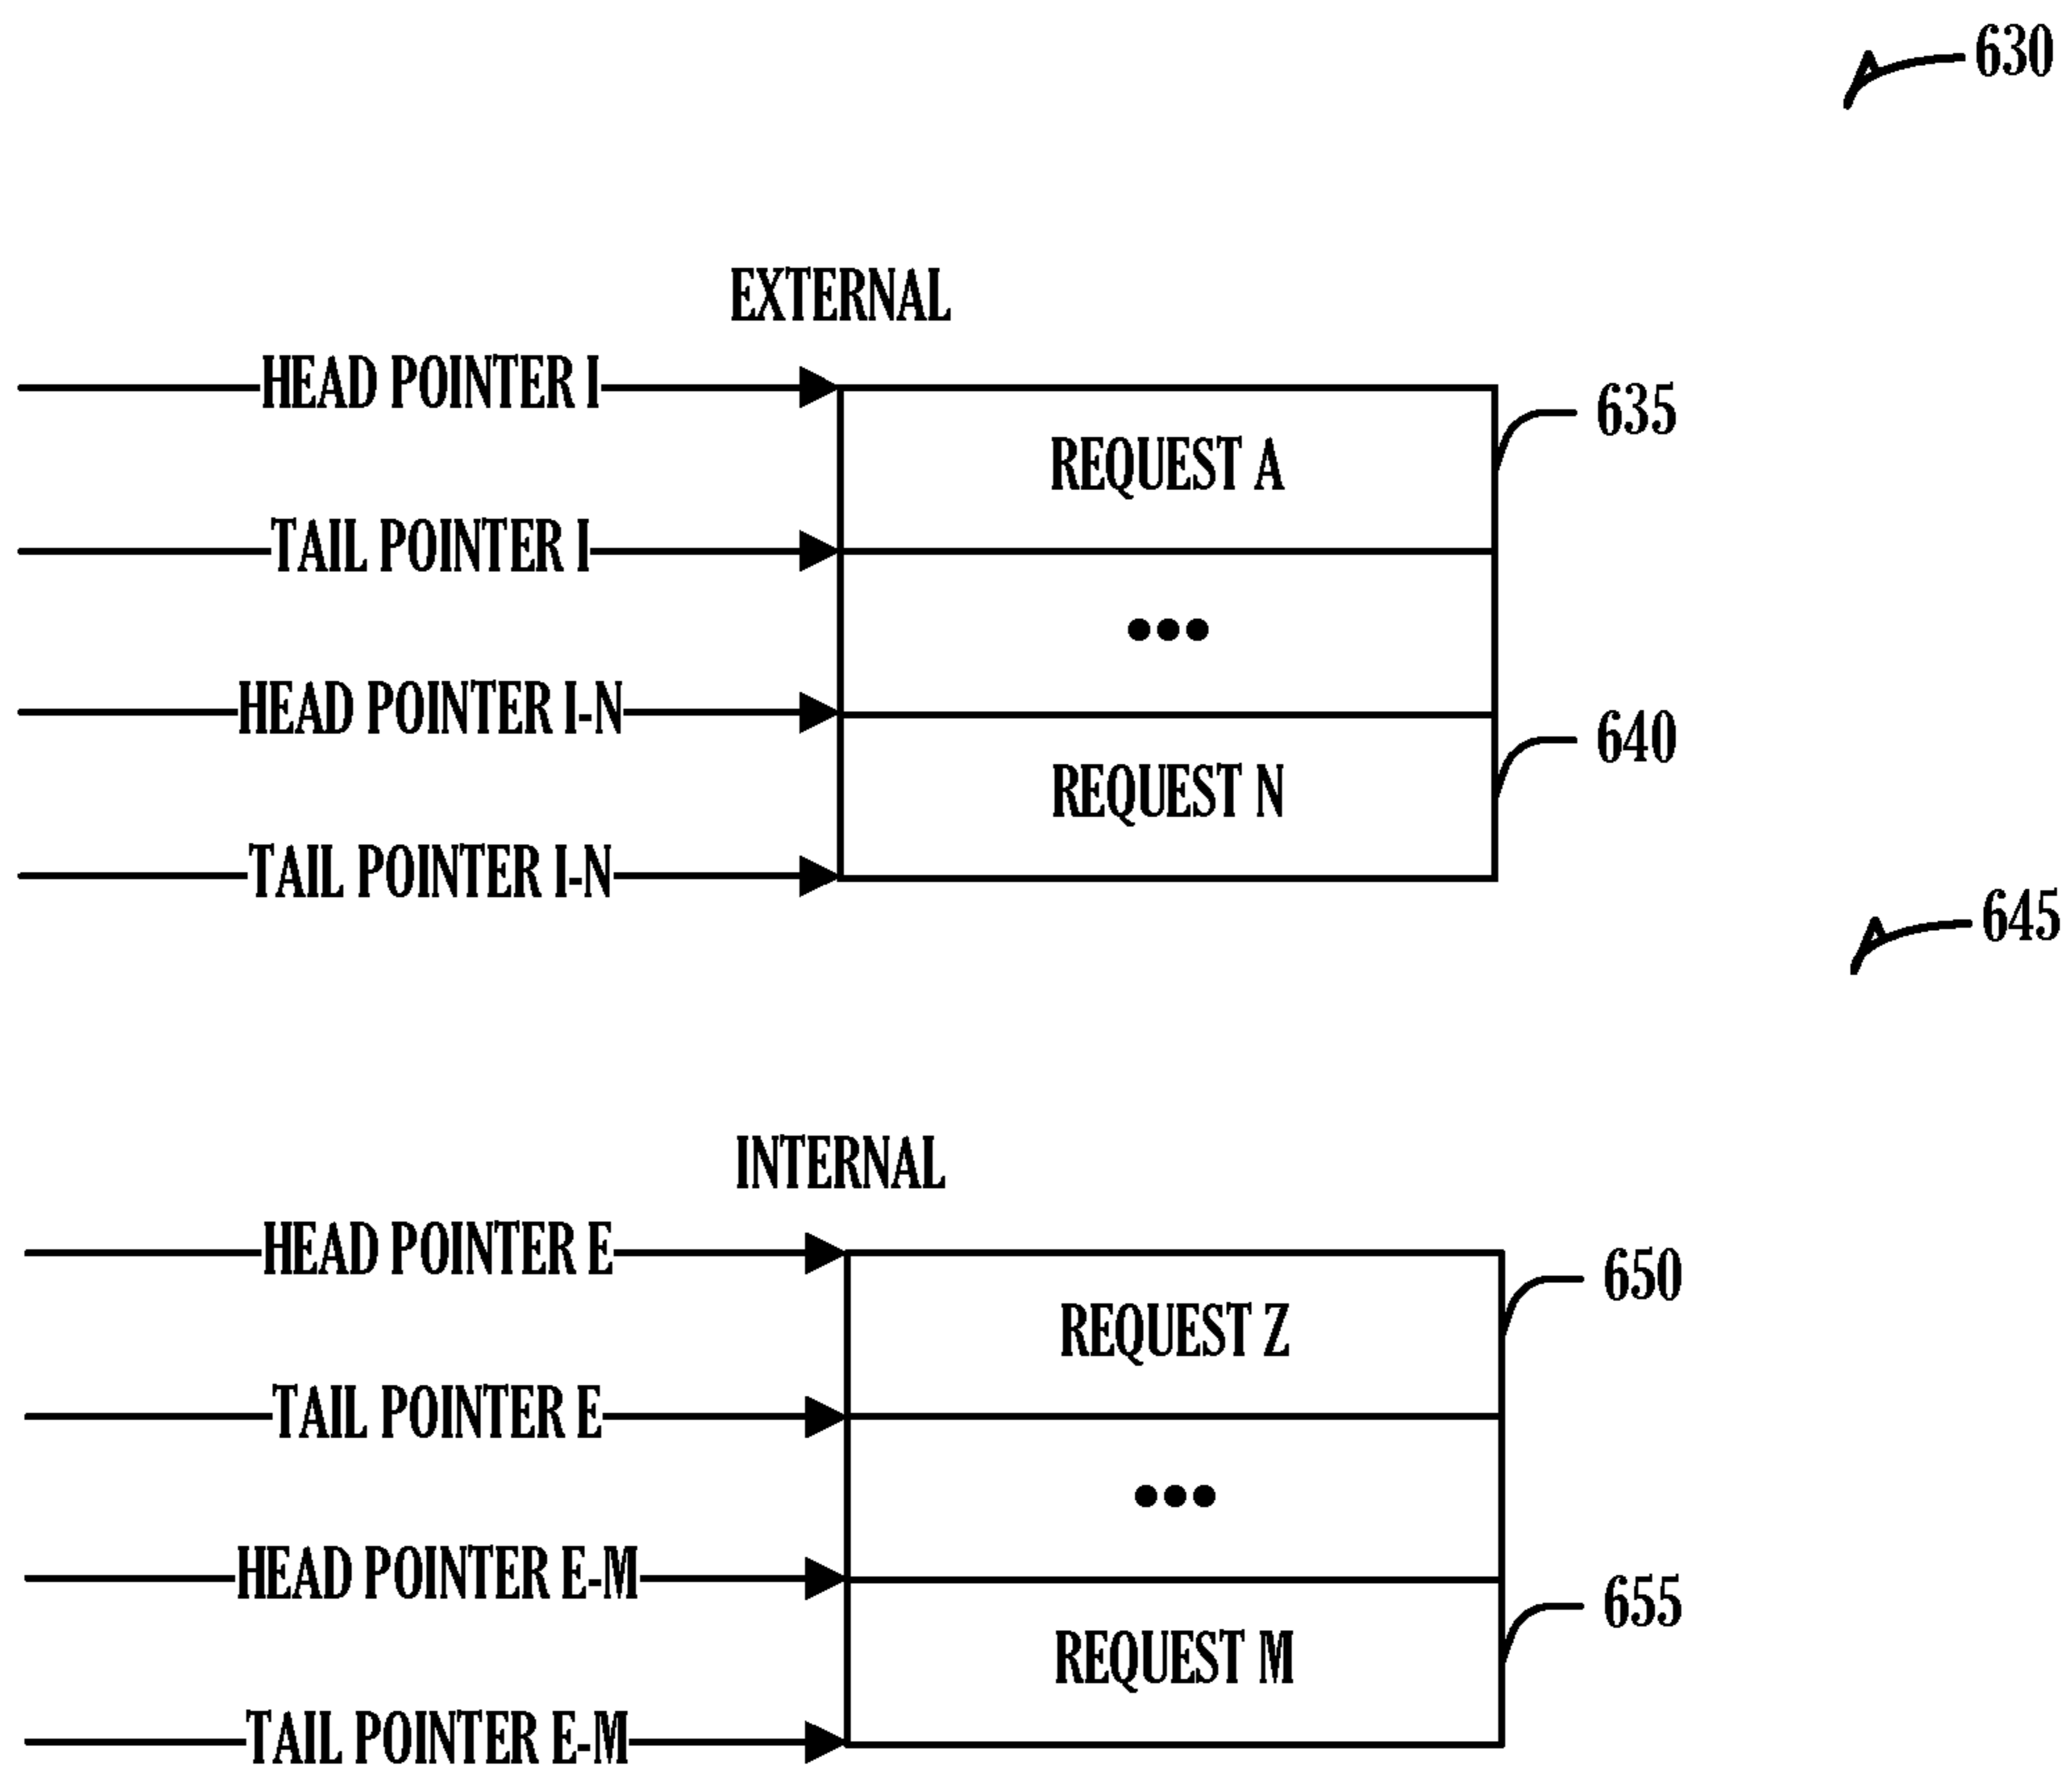 630
EXTERNAL
HEAD POINTER I
635
REQUEST A
TAIL POINTER I
•••
HEAD POINTER I-N
640
REQUEST N
TAIL POINTER I-N
645
INTERNAL
HEAD POINTER E
650
REQUEST Z
TAIL POINTER E
•••
HEAD POINTER E-M
655
REQUEST M
TAIL POINTER E-M